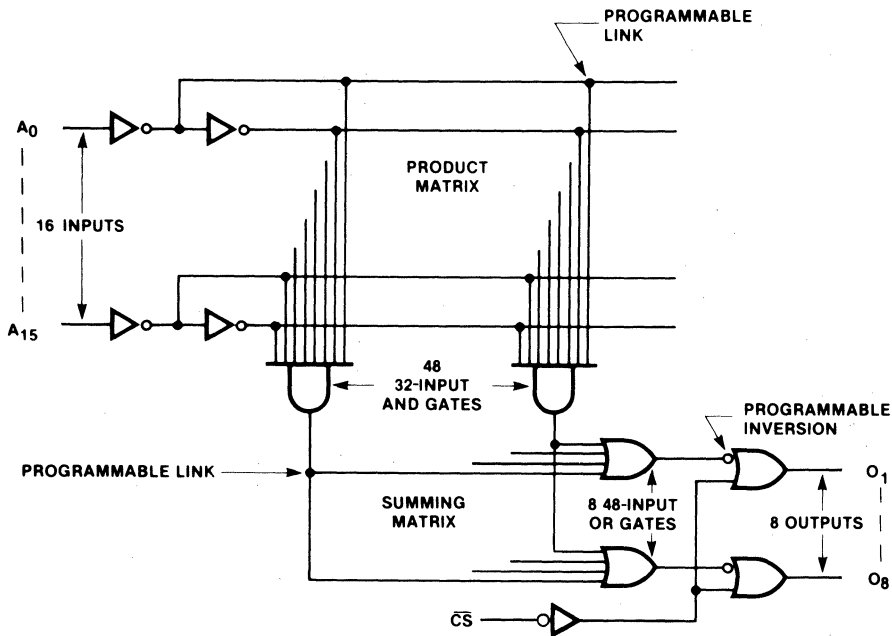 PROGRAMMABLE
LINK
A0
PRODUCT
MATRIX
16 INPUTS
A15
48
32-INPUT
AND GATES
PROGRAMMABLE
INVERSION
PROGRAMMABLE LINK
O1
SUMMING
MATRIX
8 48-INPUT
OR GATES
8 OUTPUTS
O8
C̅S̅